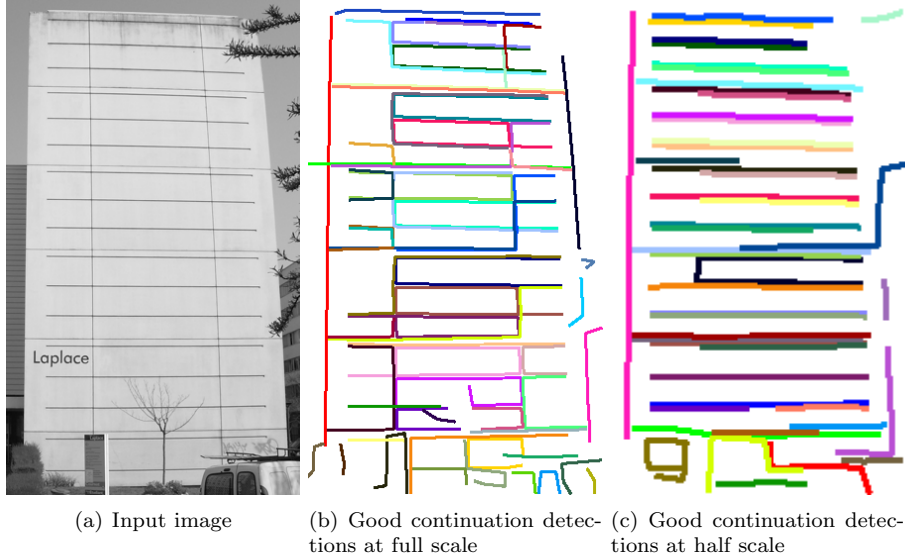 Laplace
(a) Input image
(b) Good continuation detec-
tions at full scale
(c) Good continuation detec-
tions at half scale